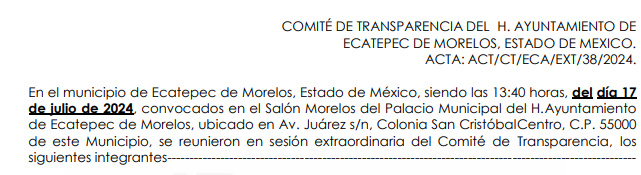 COMITÉ DE TRANSPARENCIA DEL H. AYUNTAMIENTO DE
ECATEPEC DE MORELOS, ESTADO DE MEXICO.
ACTA: ACT/CT/ECA/EXT/38/2024.
En el municipio de Ecatepec de Morelos, Estado de México, siendo las 13:40 horas, del día 17
de julio de 2024, convocados en el Salón Morelos del Palacio Municipal del H.Ayuntamiento
de Ecatepec de Morelos, ubicado en Av. Juárez s/n, Colonia San CristóbalCentro, C.P. 55000
de este Municipio, se reunieron en sesión extraordinaria del Comité de Transparencia, los
siguientes integrantes------------------------------------------------------------------------------------------------------------